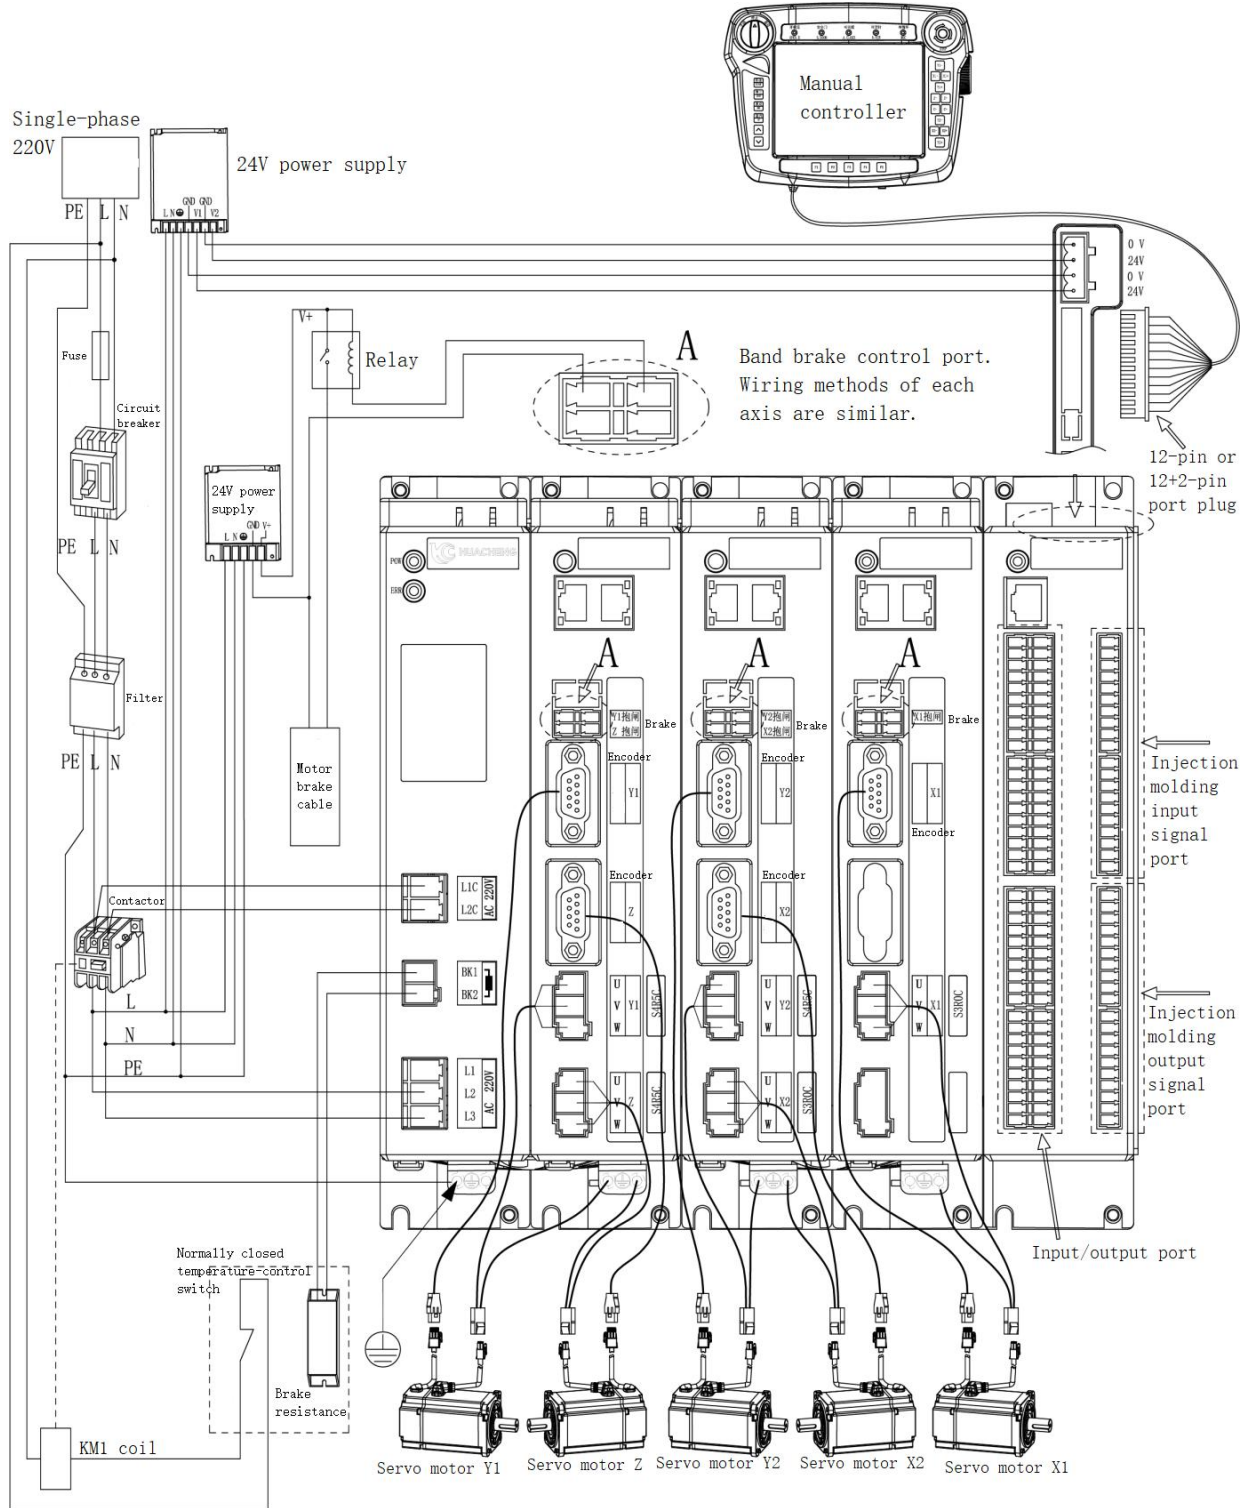 Manual
controller
Single-phase
220V
24V power supply
PE L N
GND GND
L N V1 V2
0 V
24V
0 V
24V
V+
Relay
A
Fuse
Band brake control port.
Wiring methods of each
axis are similar.
Circuit
breaker
12-pin or
12+2-pin
port plug
24V power
supply
GND V+
L N
PE L N
POW
HUACHENG
ERR
A A A
Filter
Y1抱闸
Z 抱闸
Brake
Y2抱闸
X2抱闸
Brake
X1抱闸
Brake
PE L N
Motor
brake
cable
Encoder
Y1
Encoder
Y2
X1
Encoder
Injection
molding
input
signal
port
Contactor
L1C
L2C
AC 220V
Encoder
Z
Encoder
X2
BK1
BK2
U
V
W
Y1
S4R5C
U
V
W
Y2
S4R5C
U
V
W
X1
S3R0C
L
N
PE
Injection
molding
output
signal
port
L1
L2
L3
AC 220V
U
V
W
Z
S4R5C
U
V
W
X2
S3R0C
Input/output port
Normally closed
temperature-control
switch
Brake
resistance
KM1 coil
Servo motor Y1
Servo motor Z
Servo motor Y2
Servo motor X2
Servo motor X1